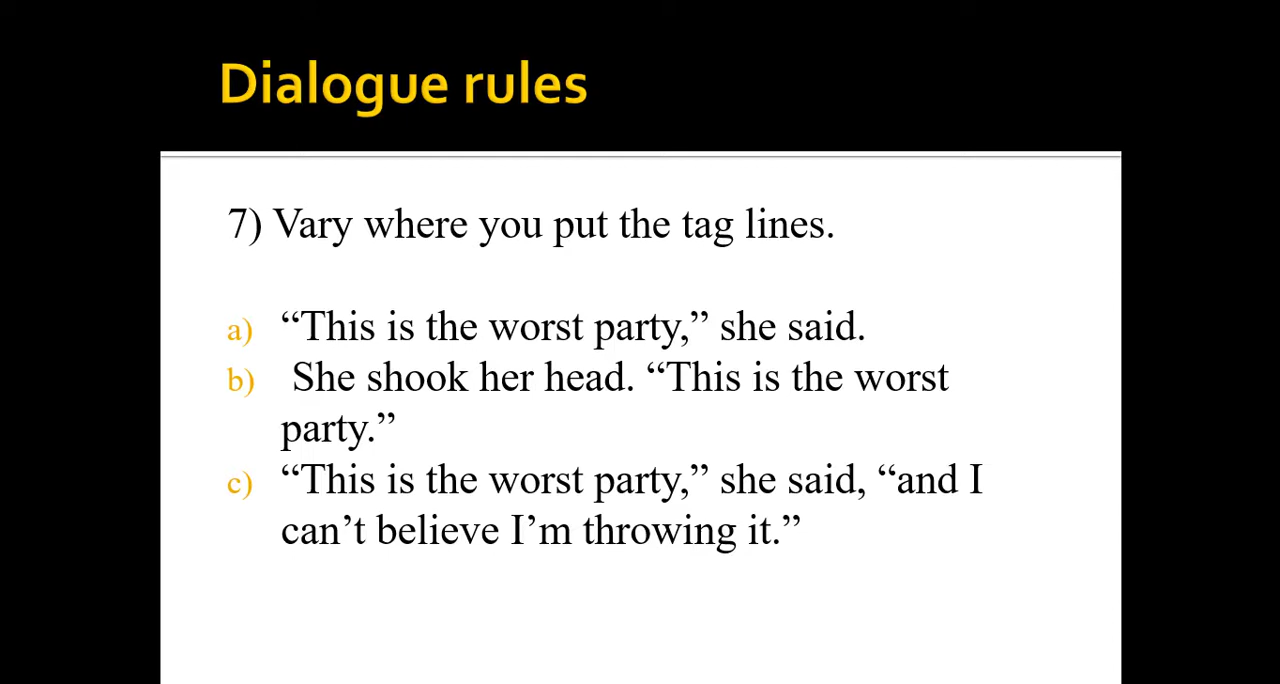 Dialogue rules
7) Vary where you put the tag lines.
a) “This is the worst party,” she said.
b) She shook her head. “This is the worst
party.”
c) “This is the worst party,” she said, “and I
can’t believe I’m throwing it.”